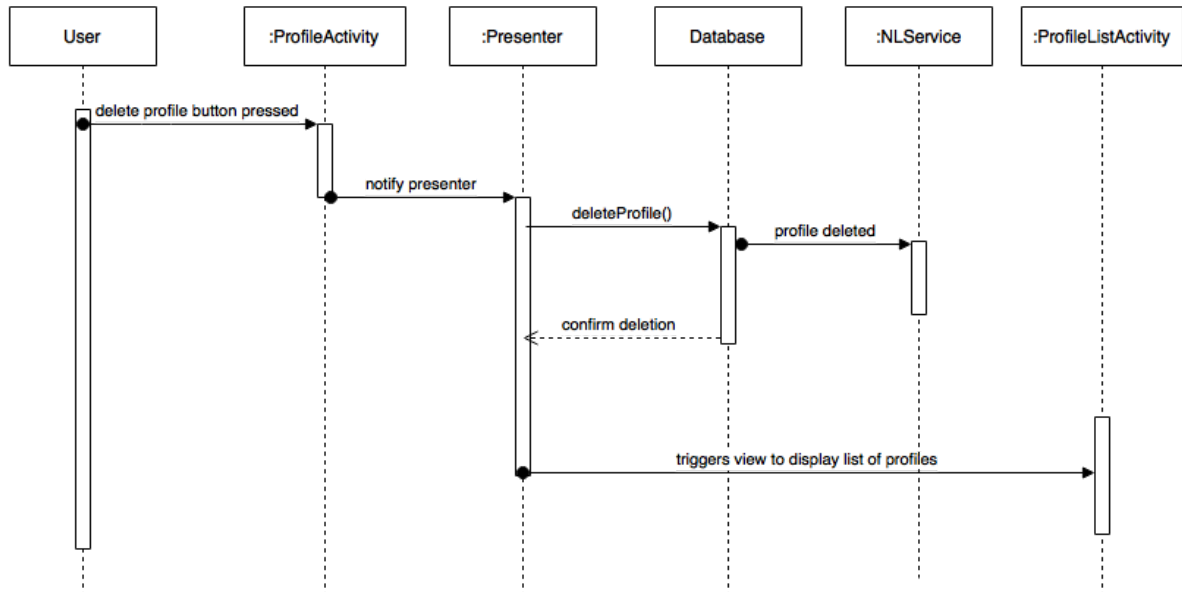 User
:ProfileActivity
:Presenter
Database
:NLService
:ProfileListActivity
delete profile button pressed
notify presenter
deleteProfile()
profile deleted
confirm deletion
triggers view to display list of profiles